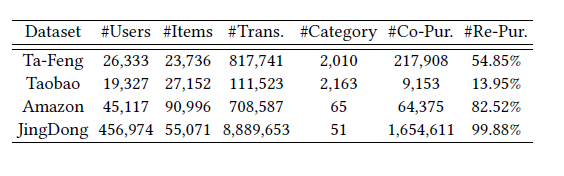 Dataset #Users #Items #Trans. #Category #Co-Pur. #Re-Pur.
Ta-Feng 26,333 23,736 817,741 2,010 217,908 54.85%
Taobao 19,327 27,152 111,523 2,163 9,153 13.95%
Amazon 45,117 90,996 708,587 65 64,375 82.52%
JingDong 456,974 55,071 8,889,653 51 1,654,611 99.88%